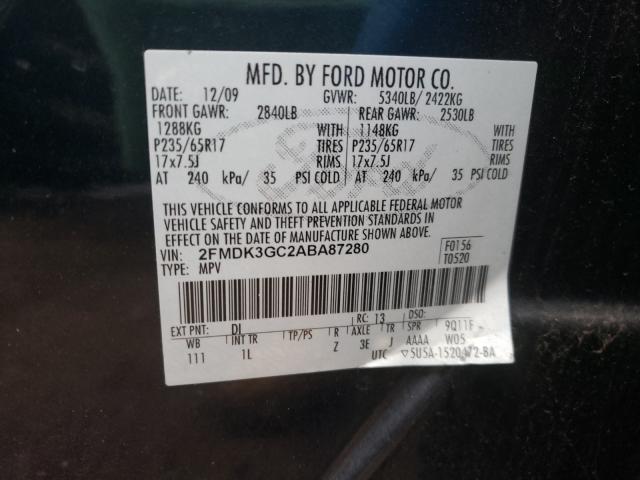 MFD. BY FORD MOTOR CO.
DATE: 12/09 GVWR: 5340LB/ 2422KG
FRONT GAWR: 2840LB REAR GAWR: 2530LB
1288KG WITH 1148KG WITH
P235/65R17 TIRES P235/65R17 TIRES
17x7.5J RIMS 17x7.5J RIMS
AT 240 kPa/ 35 PSI COLD AT 240 kPa/ 35 PSI COLD
THIS VEHICLE CONFORMS TO ALL APPLICABLE FEDERAL MOTOR
VEHICLE SAFETY AND THEFT PREVENTION STANDARDS IN
EFFECT ON THE DATE OF MANUFACTURE SHOWN ABOVE.
VIN: 2FMDK3GC2ABA87280 F0156
TYPE: MPV T0520
EXT PNT: DI RC: 13 DSO:
WB INT TR TP/PS R AXLE TR SPR 9Q11F
111 1L Z 3E J AAAA W05
UTC ▽5U5A-1520472-BA